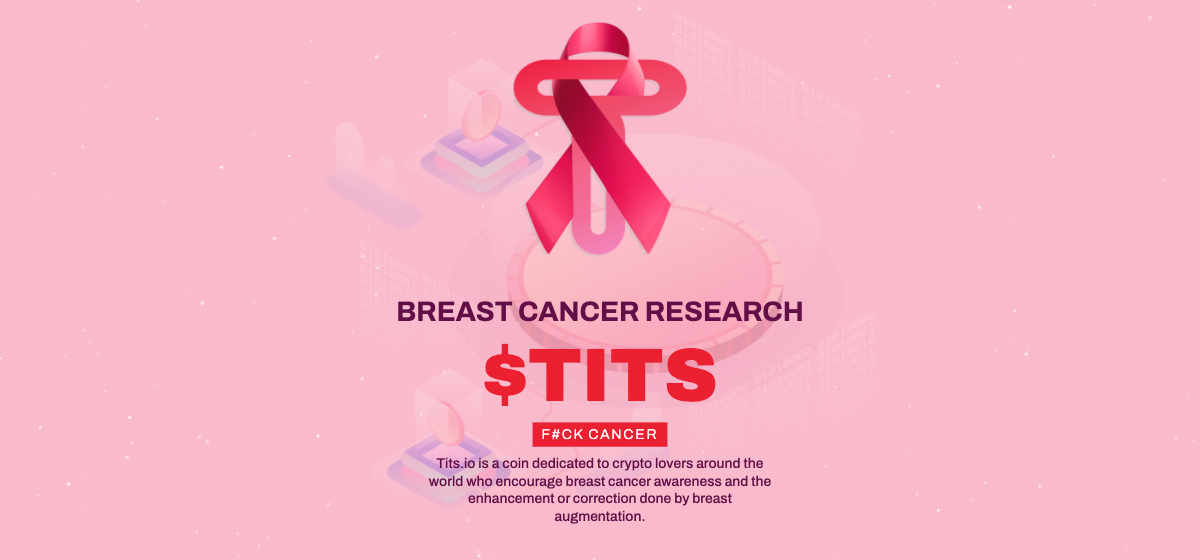 BREAST CANCER RESEARCH
$TITS
F#CK CANCER
Tits.io is a coin dedicated to crypto lovers around the
world who encourage breast cancer awareness and the
enhancement or correction done by breast
augmentation.